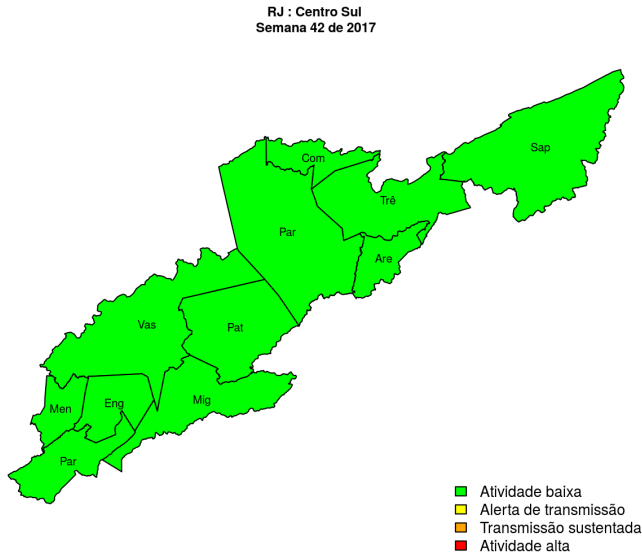 RJ : Centro Sul
Semana 42 de 2017
Sap
Com
Trê
Par
Are
Vas
Pat
Mig
Men
Eng
Par
Atividade baixa
Alerta de transmissão
Transmissão sustentada
Atividade alta